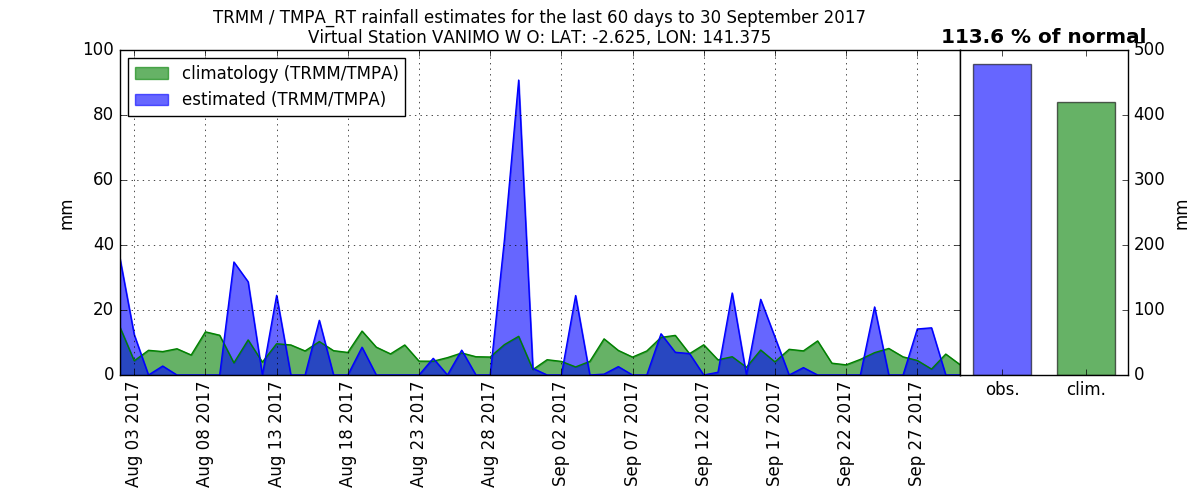 TRMM / TMPA_RT rainfall estimates for the last 60 days to 30 September 2017
Virtual Station VANIMO W O: LAT: -2.625, LON: 141.375
113.6 % of normal
climatology (TRMM/TMPA)
estimated (TRMM/TMPA)
100
80
60
40
20
0
mm
Aug 03 2017
Aug 08 2017
Aug 13 2017
Aug 18 2017
Aug 23 2017
Aug 28 2017
Sep 02 2017
Sep 07 2017
Sep 12 2017
Sep 17 2017
Sep 22 2017
Sep 27 2017
obs.
clim.
500
400
300
200
100
0
mm